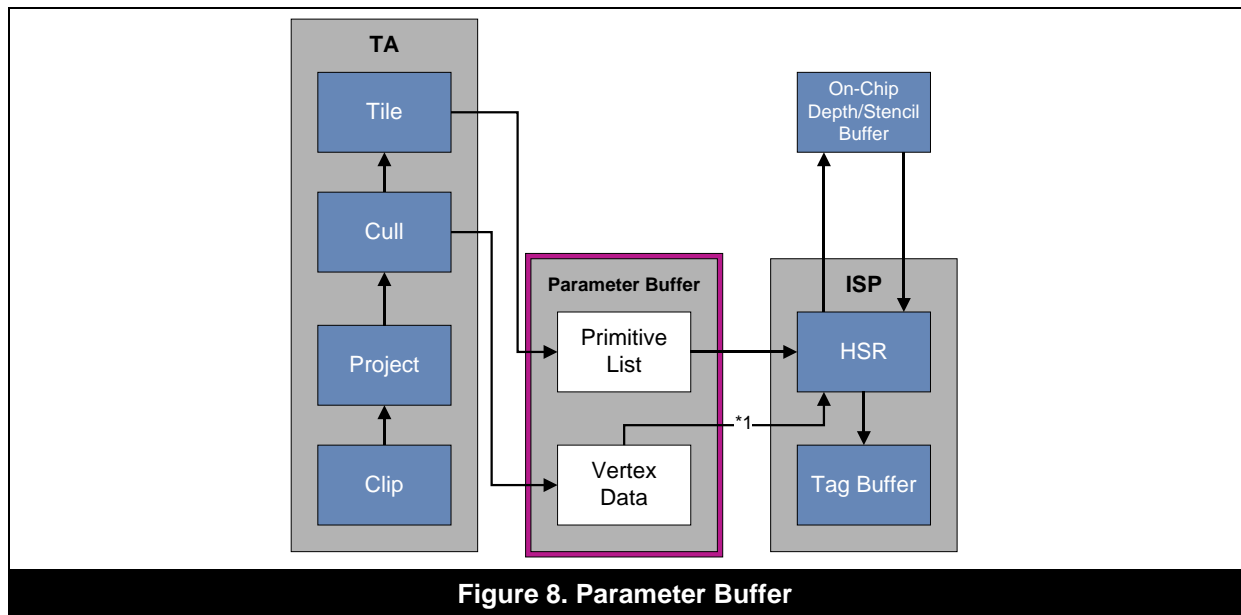 TA
Tile
Cull
Project
Clip
Parameter Buffer
Primitive
List
Vertex
Data
*1
On-Chip
Depth/Stencil
Buffer
ISP
HSR
Tag Buffer
Figure 8. Parameter Buffer